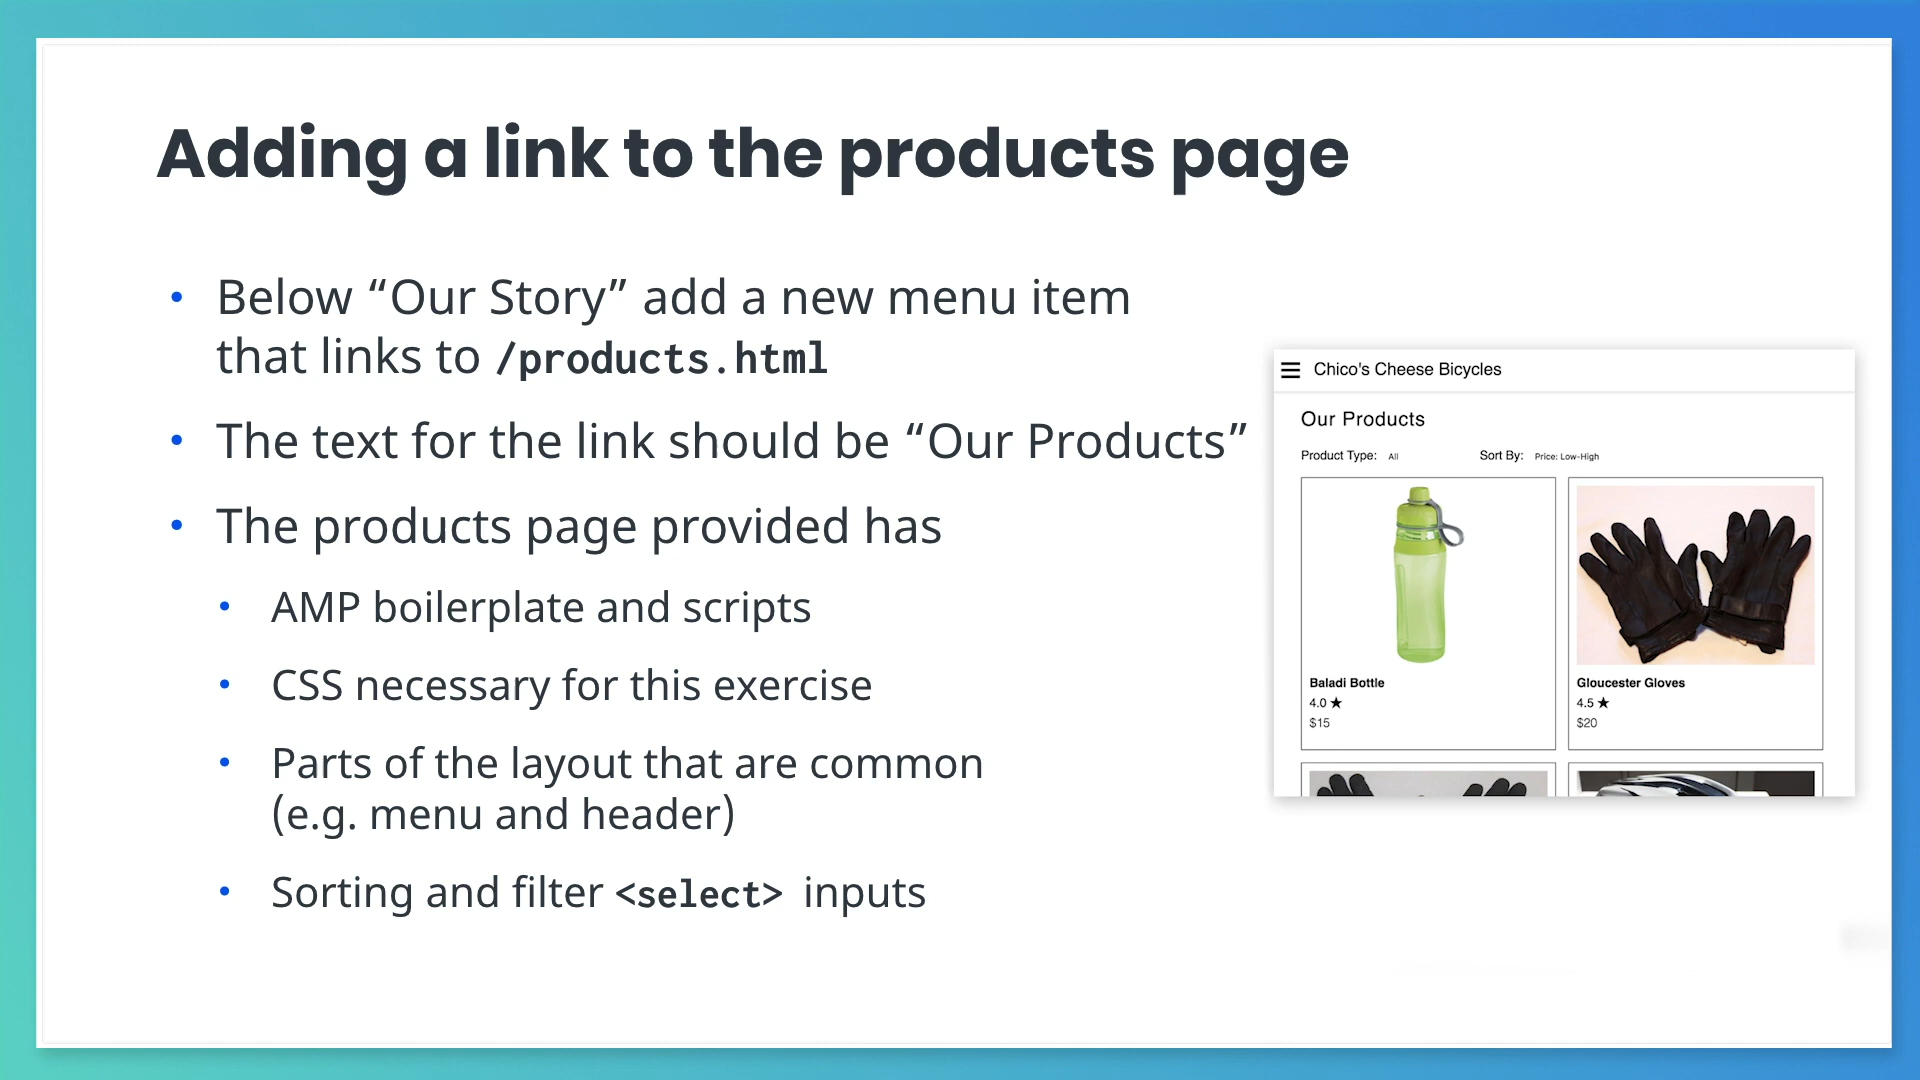 Adding a link to the products page
• Below “Our Story” add a new menu item
that links to /products.html
• The text for the link should be “Our Products”
• The products page provided has
• AMP boilerplate and scripts
• CSS necessary for this exercise
• Parts of the layout that are common
(e.g. menu and header)
• Sorting and filter <select> inputs
Chico's Cheese Bicycles
Our Products
Product Type: All Sort By: Price: Low-High
Baladi Bottle
4.0 ★
$15
Gloucester Gloves
4.5 ★
$20